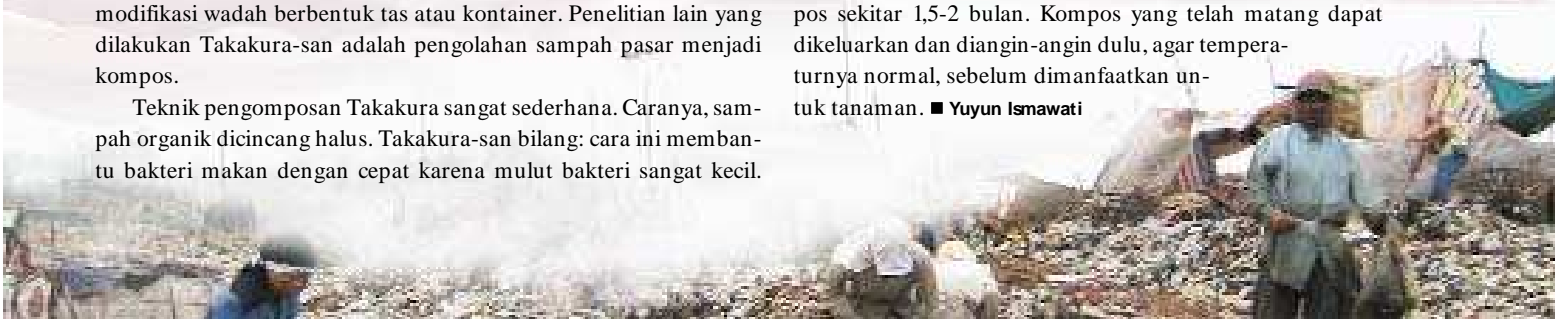 modifikasi wadah berbentuk tas atau kontainer. Penelitian lain yang
dilakukan Takakura-san adalah pengolahan sampah pasar menjadi
kompos.
Teknik pengomposan Takakura sangat sederhana. Caranya, sam-
pah organik dicincang halus. Takakura-san bilang: cara ini memban-
tu bakteri makan dengan cepat karena mulut bakteri sangat kecil.
pos sekitar 1,5-2 bulan. Kompos yang telah matang dapat
dikeluarkan dan diangin-angin dulu, agar tempera-
turnya normal, sebelum dimanfaatkan un-
tuk tanaman. ■ Yuyun Ismawati